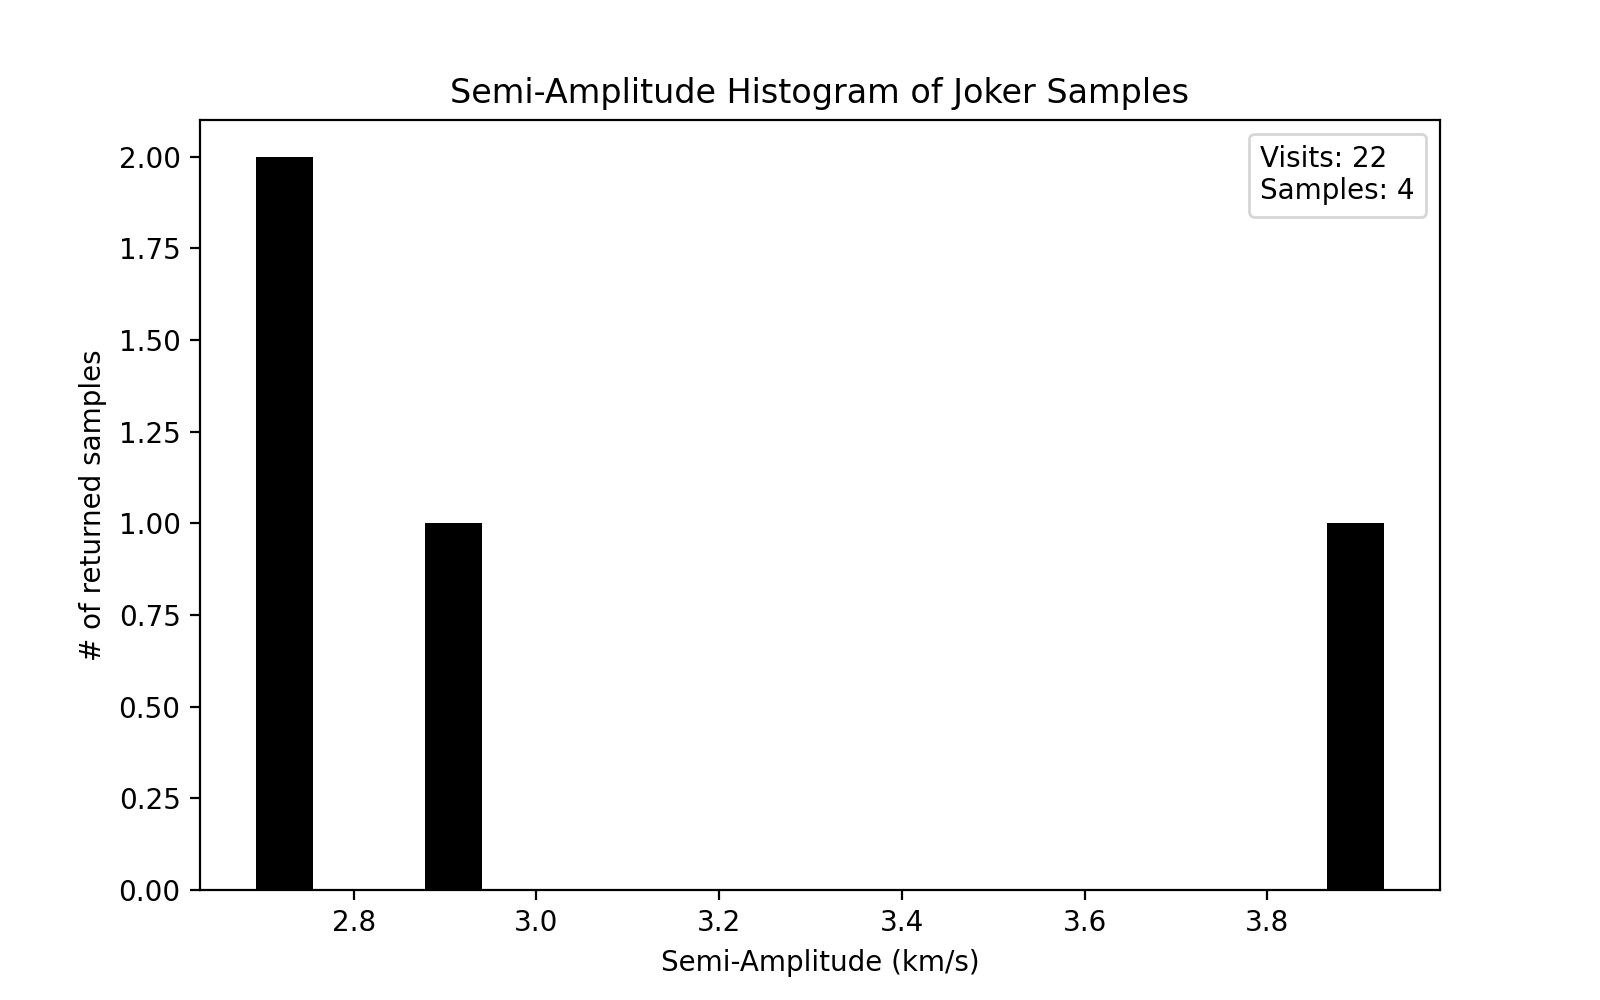 Semi-Amplitude Histogram of Joker Samples
Visits: 22
Samples: 4
2.00
1.75
1.50
1.25
1.00
0.75
0.50
0.25
0.00
# of returned samples
2.8 3.0 3.2 3.4 3.6 3.8
Semi-Amplitude (km/s)